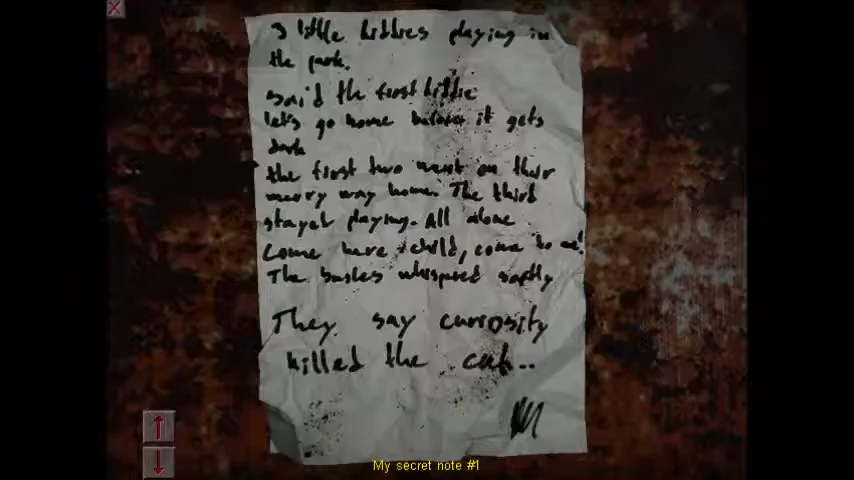 3 little kiddies playing in
the park.
said the first kiddie
let's go home before it gets
dark
the first two went on their
merry way home. The third
stayed playing. All alone
Come here child, come to me!
The bushes whispered softly
They say curiosity
killed the cat..
My secret note #1